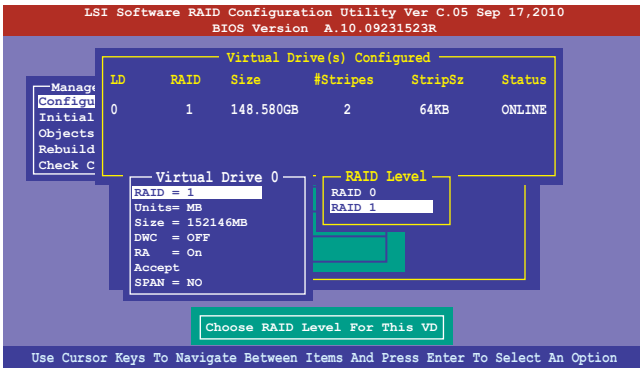 LSI Software RAID Configuration Utility Ver C.05 Sep 17,2010
BIOS Version A.10.09231523R
Virtual Drive(s) Configured
LD RAID Size #Stripes StripSz Status
0 1 148.580GB 2 64KB ONLINE
Manage
Configu
Initial
Objects
Rebuild
Check C
Virtual Drive 0
RAID = 1
Units= MB
Size = 152146MB
DWC = OFF
RA = On
Accept
SPAN = NO
RAID Level
RAID 0
RAID 1
Choose RAID Level For This VD
Use Cursor Keys To Navigate Between Items And Press Enter To Select An Option